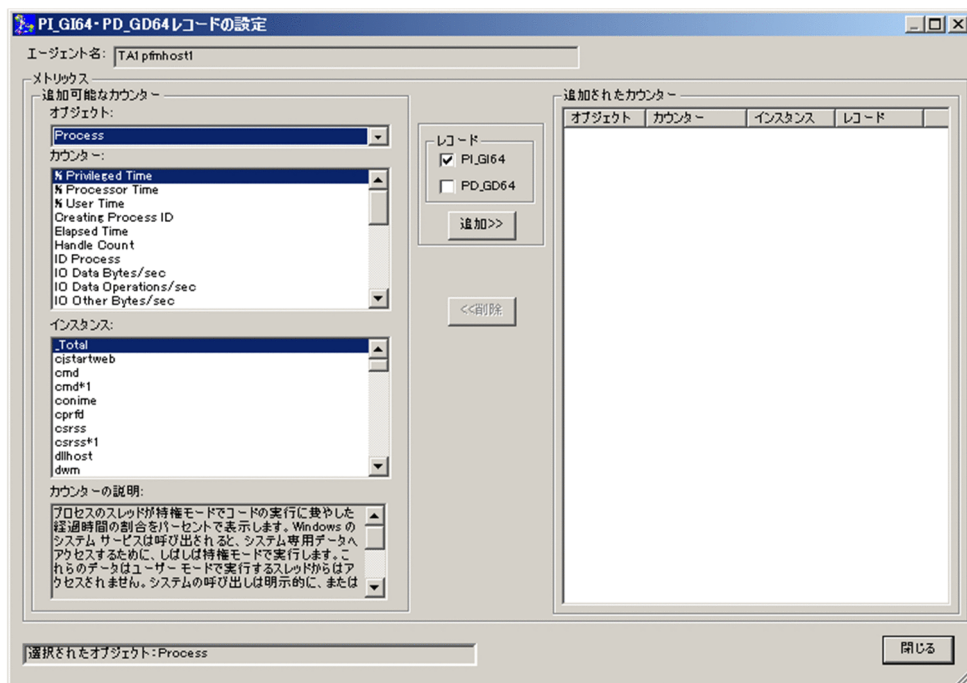 PI_GI64・PD_GD64レコードの設定
エージェント名: TA1pfmhost1
メトリックス
追加可能なカウンター
オブジェクト:
Process
カウンター:
% Privileged Time
% Processor Time
% User Time
Creating Process ID
Elapsed Time
Handle Count
ID Process
IO Data Bytes/sec
IO Data Operations/sec
IO Other Bytes/sec
インスタンス:
_Total
cjstartweb
cmd
cmd*1
conime
cprfd
csrss
csrss*1
dllhost
dwm
カウンターの説明:
プロセスのスレッドが特権モードでコードの実行に費やした
経過時間の割合をパーセントで表示します。Windows の
システム サービスは呼び出されると、システム専用データへ
アクセスするために、しばしば特権モードで実行します。こ
れらのデータはユーザー モードで実行するスレッドからはア
クセスされません。システムの呼び出しは明示的に、または
レコード
PI_GI64
PD_GD64
追加>>
<<削除
追加されたカウンター
オブジェクト カウンター インスタンス レコード
選択されたオブジェクト:Process
閉じる